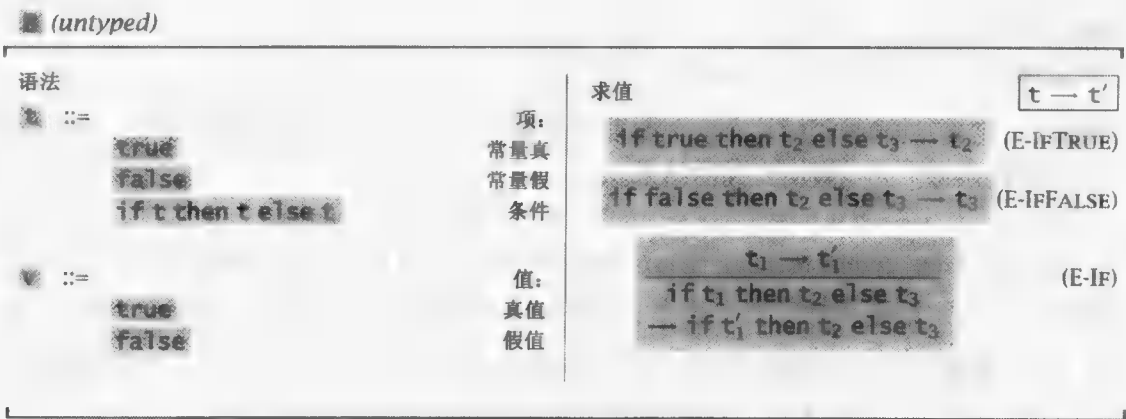 B (untyped)
语法
t ::= 项：
true 常量真
false 常量假
if t then t else t 条件
v ::= 值：
true 真值
false 假值
求值 t → t′
if true then t₂ else t₃ → t₂ (E-IFTRUE)
if false then t₂ else t₃ → t₃ (E-IFFALSE)
t₁ → t₁′ (E-IF)
if t₁ then t₂ else t₃
→ if t₁′ then t₂ else t₃